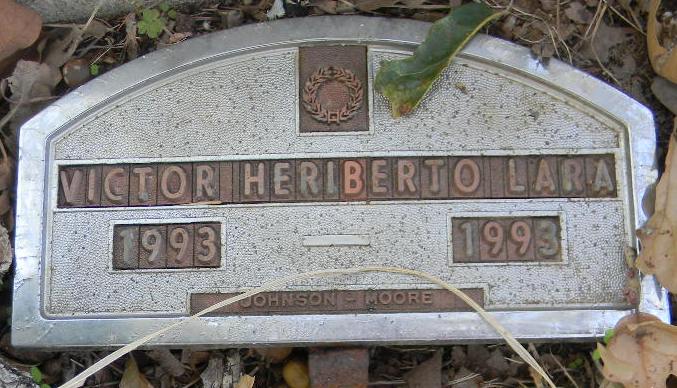 VICTOR HERIBERTO LARA
1993 — 1993
JOHNSON - MOORE